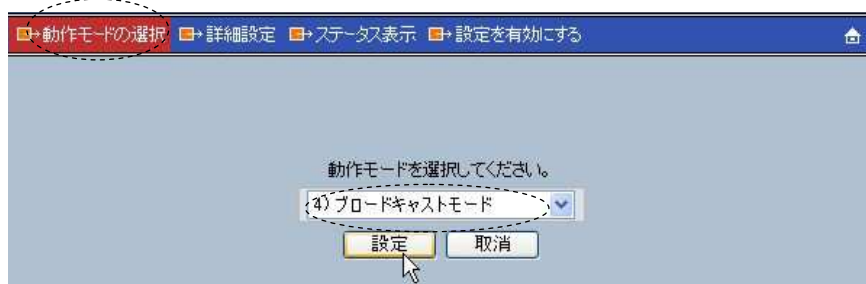 動作モードの選択 詳細設定 ステータス表示 設定を有効にする
動作モードを選択してください。
4) ブロードキャストモード
設定 取消